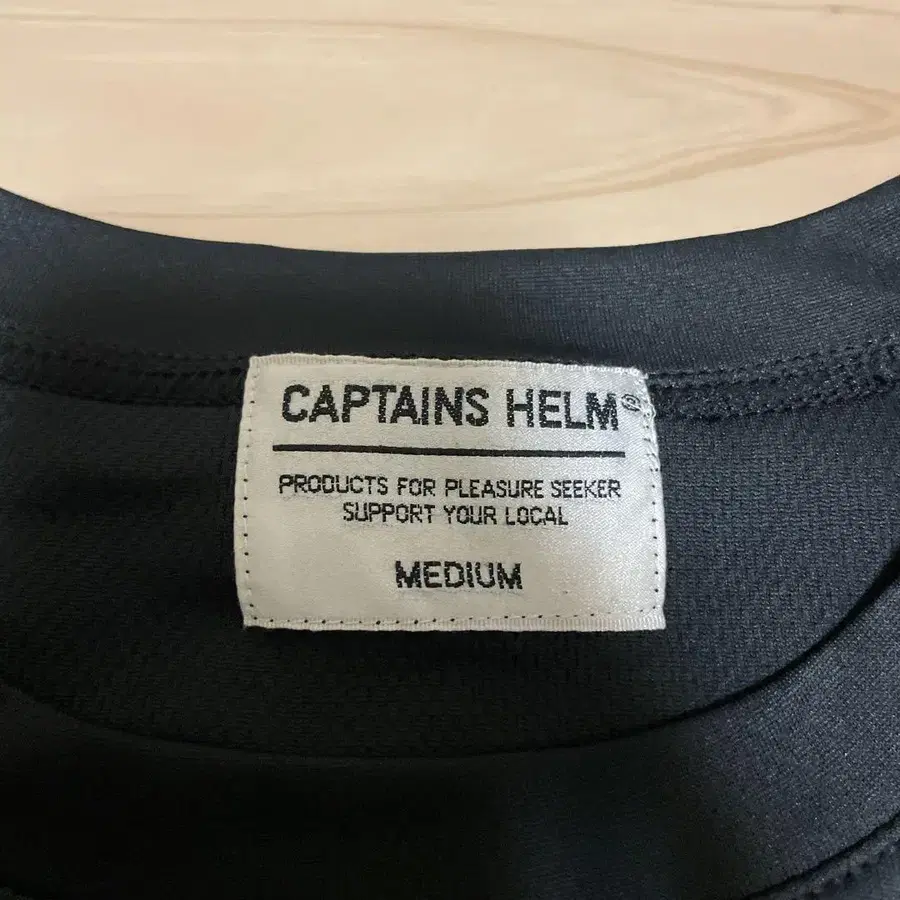 CAPTAINS HELM®
PRODUCTS FOR PLEASURE SEEKER
SUPPORT YOUR LOCAL
MEDIUM